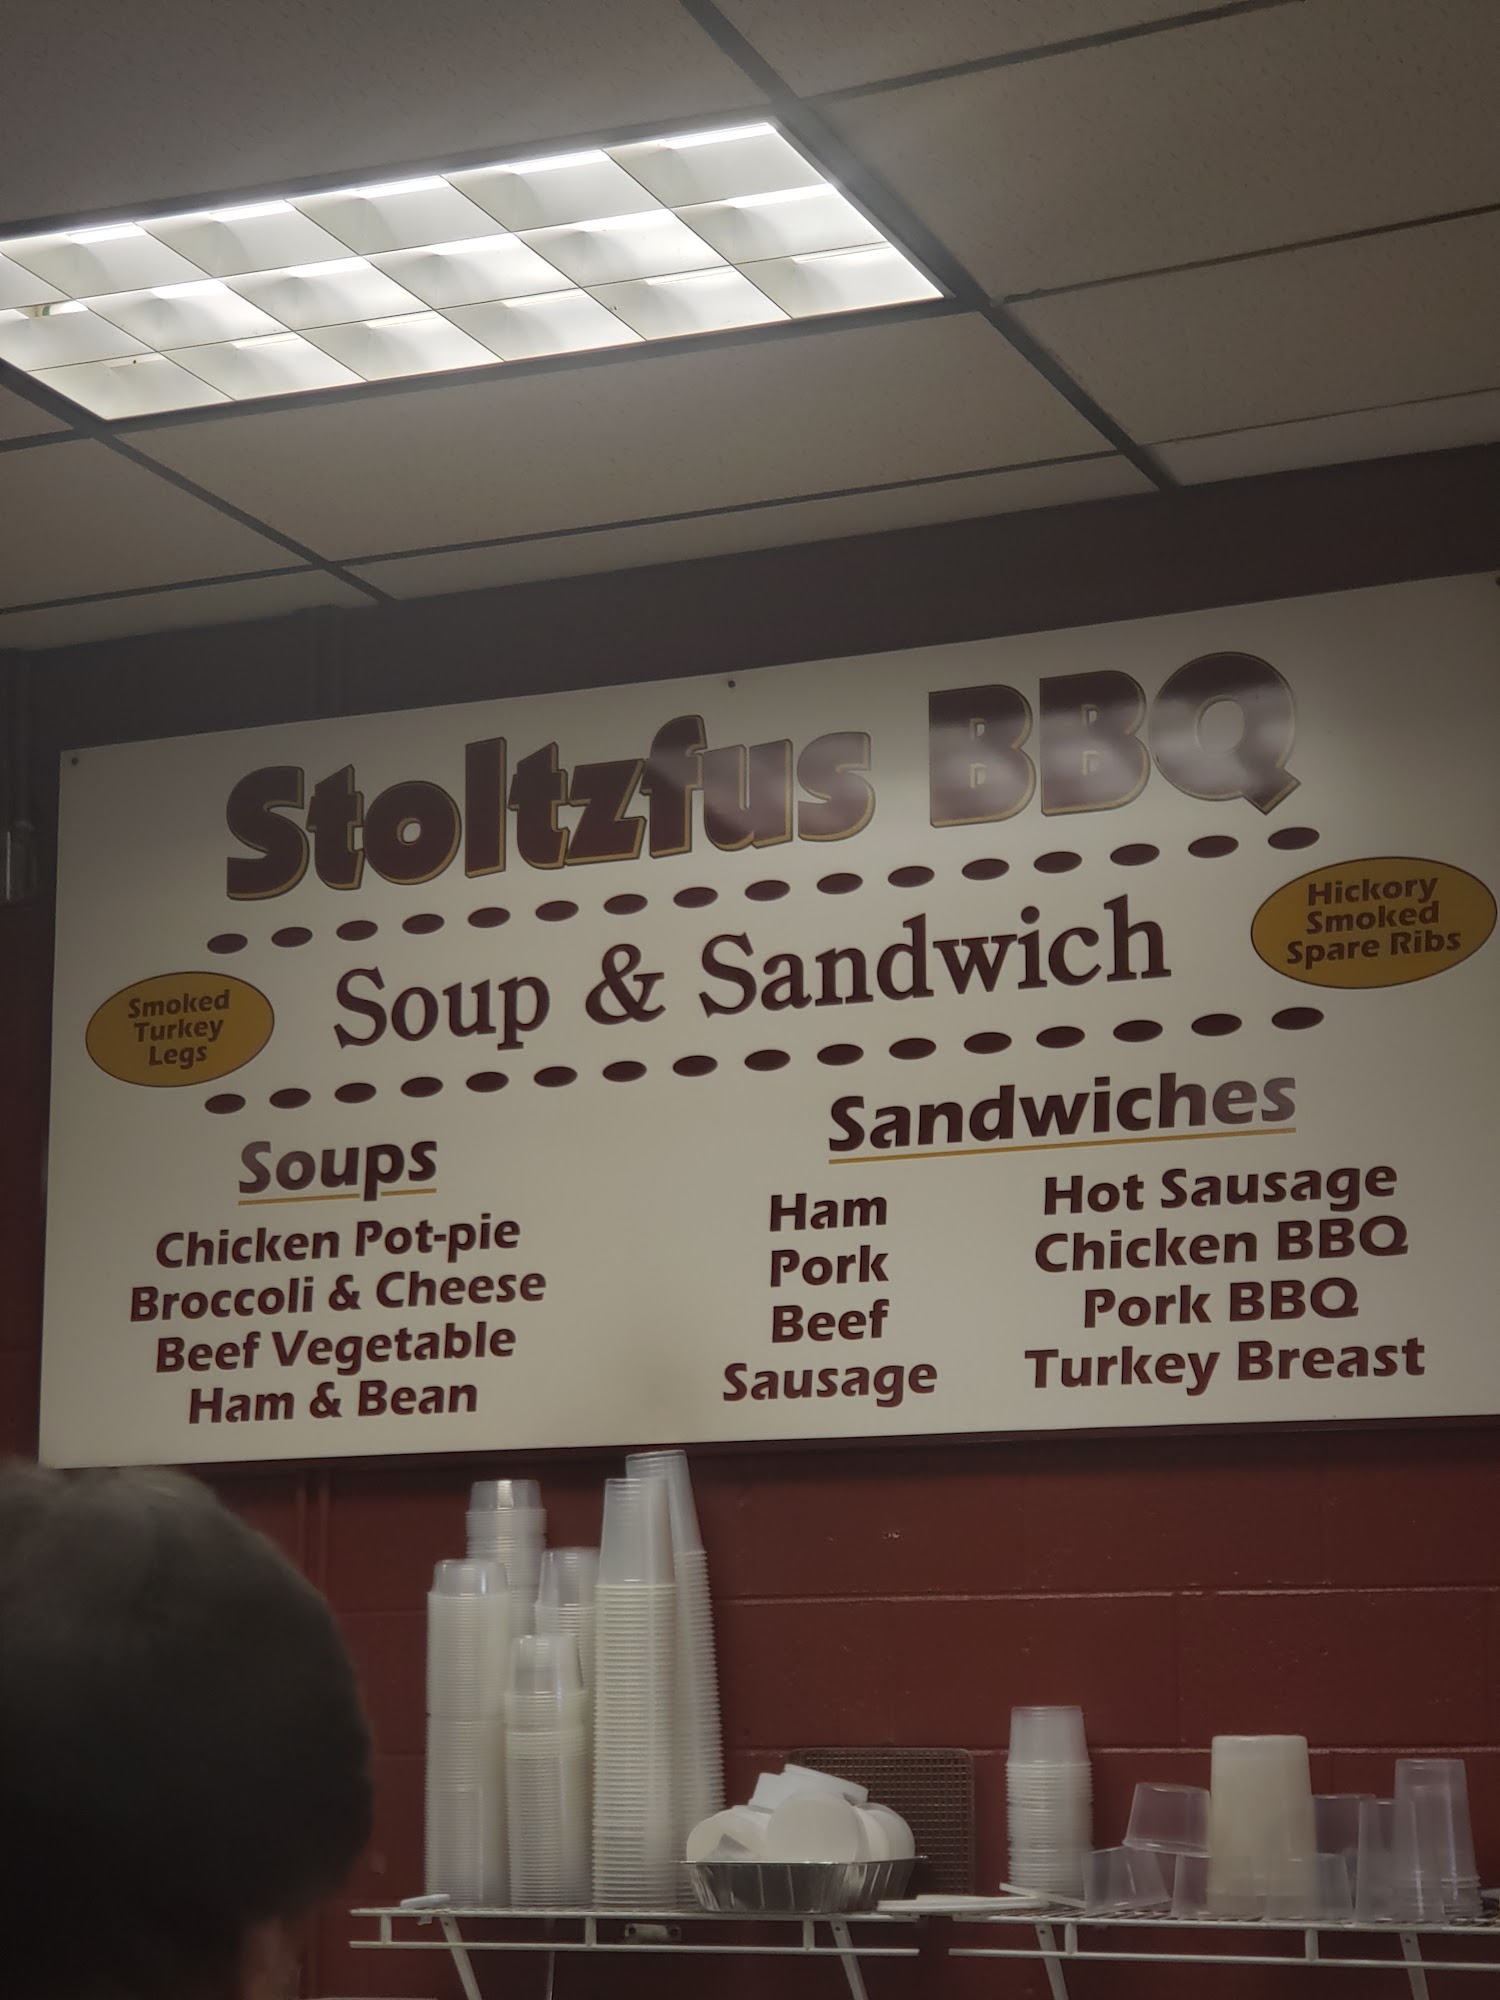 Stoltzfus BBQ
Soup & Sandwich
Smoked
Turkey
Legs
Hickory
Smoked
Spare Ribs
Soups
Chicken Pot-pie
Broccoli & Cheese
Beef Vegetable
Ham & Bean
Sandwiches
Ham
Pork
Beef
Sausage
Hot Sausage
Chicken BBQ
Pork BBQ
Turkey Breast